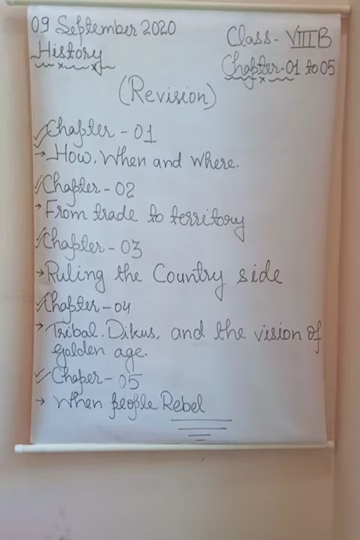 09 September 2020
Class - VIII B
History
Chapter-01 to 05
(Revision)
Chapter - 01
→ How, When and where.
Chapter - 02
→ From trade to territory
Chapter - 03
→ Ruling the Country side
Chapter - 04
→ Tribal. Dikus, and the vision of
golden age.
Chaper - 05
→ When people Rebel